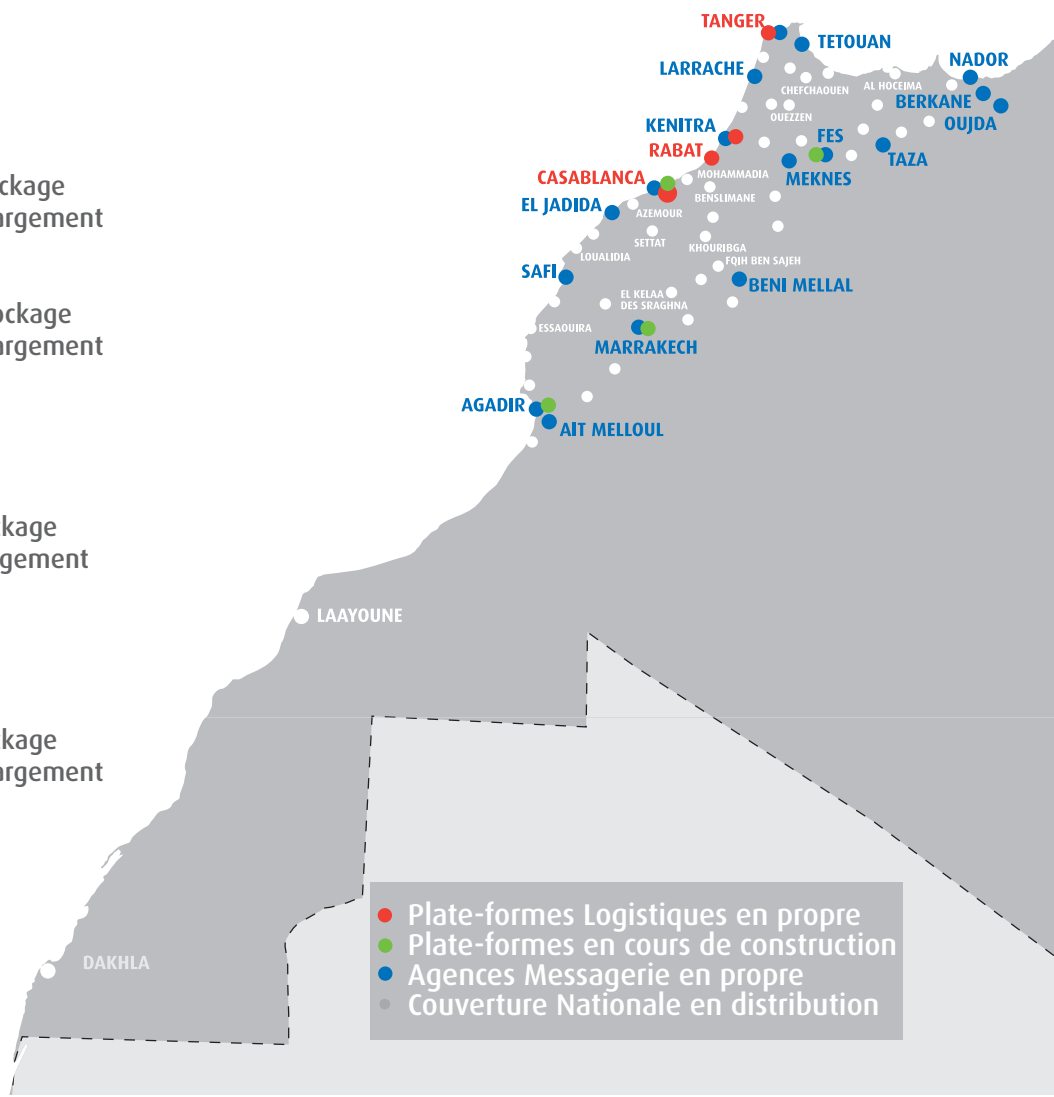 TANGER
TETOUAN
LARRACHE
NADOR
CHEFCHAOUEN
AL HOCEIMA
BERKANE
OUEZZEN
OUJDA
KENITRA
FES
RABAT
TAZA
MOHAMMADIA
MEKNES
CASABLANCA
BENSLIMANE
EL JADIDA
AZEMOUR
SETTAT
KHOURIBGA
LOUALIDIA
FQIH BEN SAJEH
SAFI
BENI MELLAL
EL KELAA
DES SRAGHNA
ESSAOUIRA
MARRAKECH
AGADIR
AIT MELLOUL
LAAYOUNE
DAKHLA
ockage
argement
ockage
argement
ckage
gement
ckage
argement
Plate-formes Logistiques en propre
Plate-formes en cours de construction
Agences Messagerie en propre
Couverture Nationale en distribution